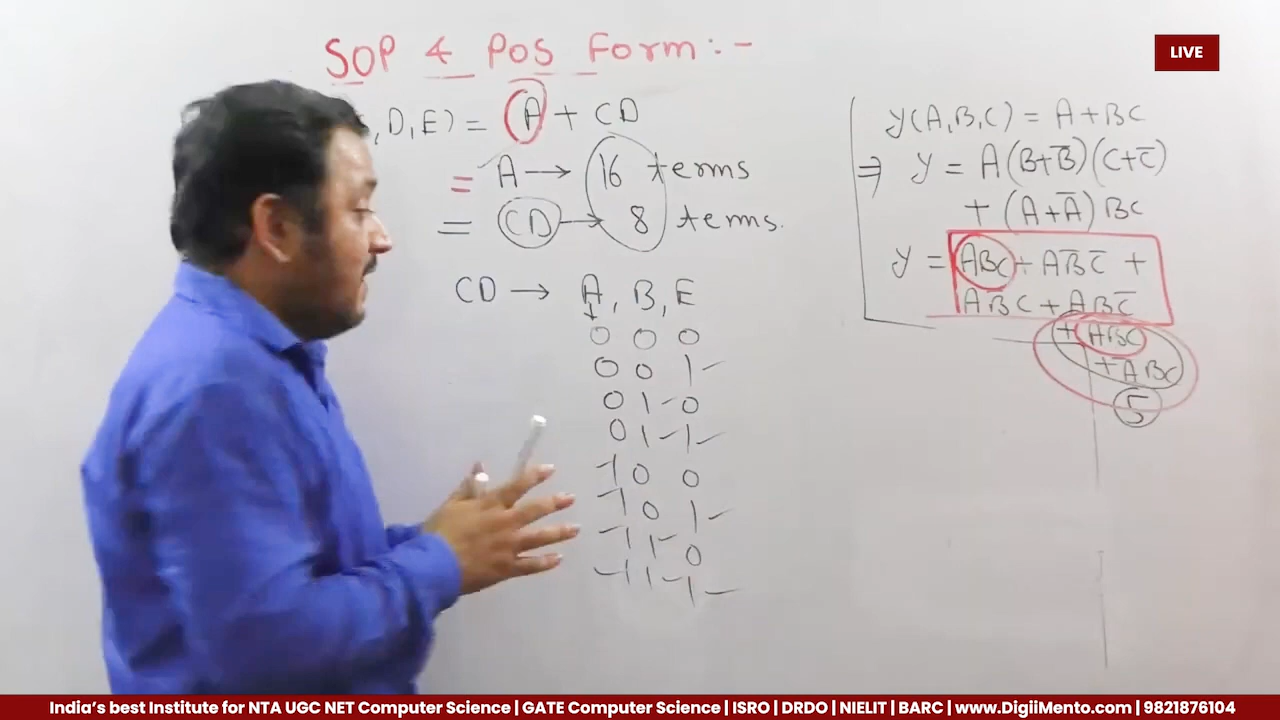 LIVE
SOP & POS Form:-
,D,E) = A + CD
= A → 16 terms
= CD → 8 terms.
CD → A, B, E
0 0 0
0 0 1
0 1 0
0 1 1
1 0 0
1 0 1
1 1 0
1 1 1
Y(A,B,C) = A+BC
⇒ Y = A(B+B̅)(C+C̅)
+ (A+A̅) BC
Y = ABC + AB̅C̅ +
AB̅C + ABC̅
+ ABC
+ A̅BC
5
India's best Institute for NTA UGC NET Computer Science | GATE Computer Science | ISRO | DRDO | NIELIT | BARC | www.DigiiMento.com | 9821876104